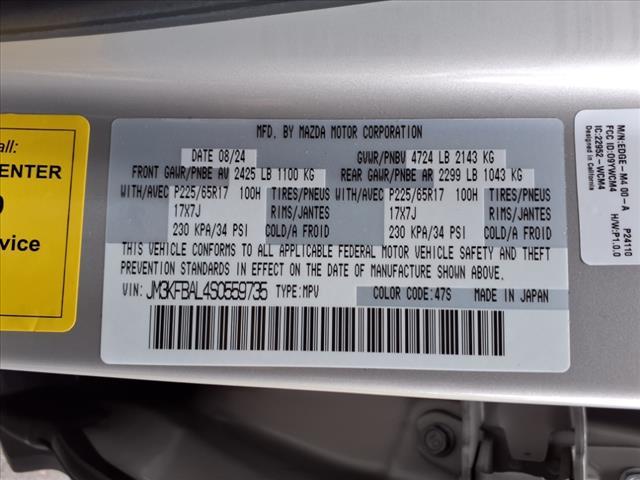 all:
ENTER
9
rvice
MFD. BY MAZDA MOTOR CORPORATION
DATE 08/24 GVWR/PNBV 4724 LB 2143 KG
FRONT GAWR/PNBE AV 2425 LB 1100 KG REAR GAWR/PNBE AR 2299 LB 1043 KG
WITH/AVEC P225/65R17 100H TIRES/PNEUS WITH/AVEC P225/65R17 100H TIRES/PNEUS
17X7J RIMS/JANTES 17X7J RIMS/JANTES
230 KPA/34 PSI COLD/A FROID 230 KPA/34 PSI COLD/A FROID
THIS VEHICLE CONFORMS TO ALL APPLICABLE FEDERAL MOTOR VEHICLE SAFETY AND THEFT
PREVENTION STANDARDS IN EFFECT ON THE DATE OF MANUFACTURE SHOWN ABOVE.
VIN: JM3KFBAL4S0559735 TYPE: MPV COLOR CODE: 47S MADE IN JAPAN
M/N:EDGE-M4 00-A
FCC ID:O9YWCM4
IC:22952-WCM4
Designed in California
P24110
H/W:P1.0.0